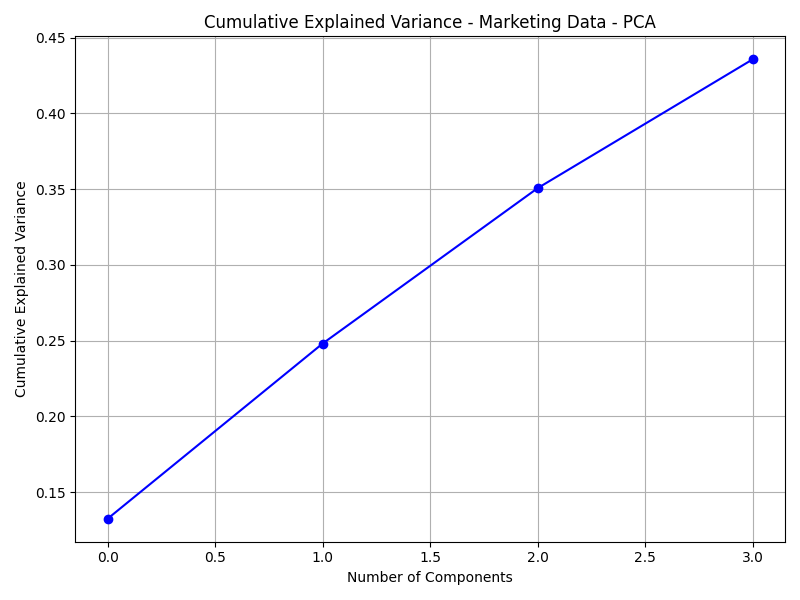 Cumulative Explained Variance - Marketing Data - PCA
0.45
0.40
0.35
0.30
0.25
0.20
0.15
Cumulative Explained Variance
0.0 0.5 1.0 1.5 2.0 2.5 3.0
Number of Components